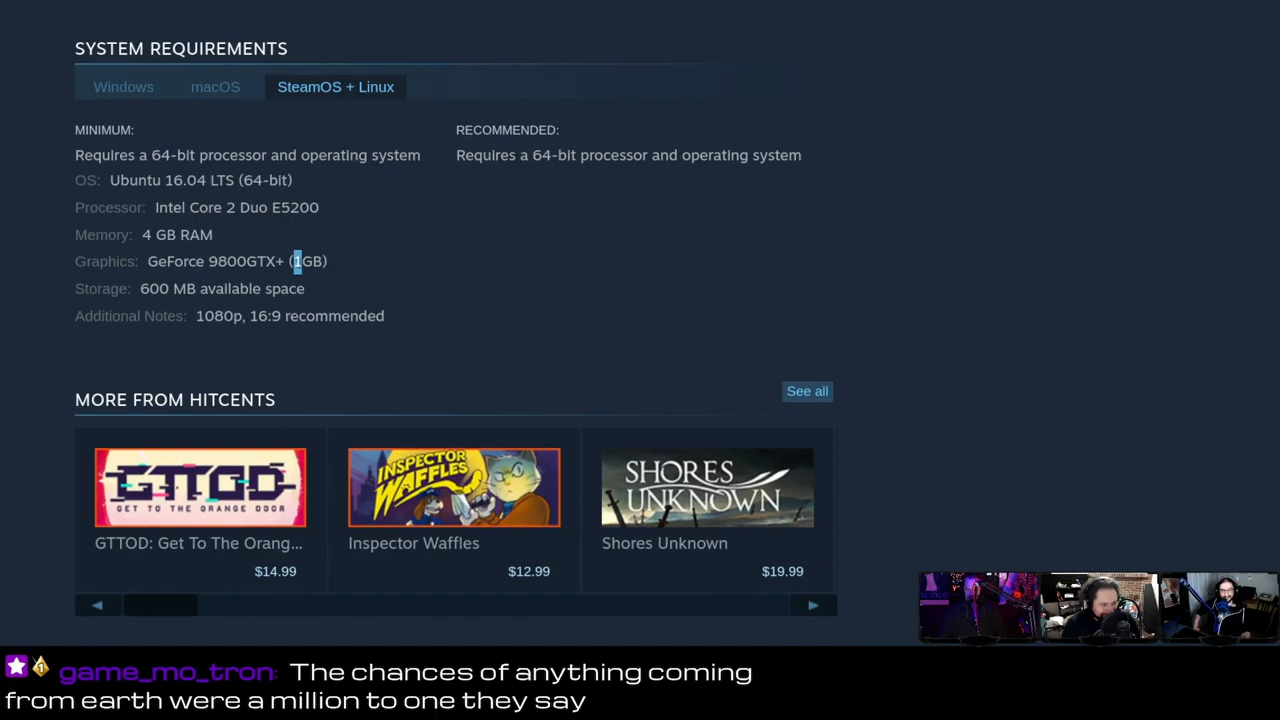 SYSTEM REQUIREMENTS
Windows macOS SteamOS + Linux
MINIMUM:
Requires a 64-bit processor and operating system
OS: Ubuntu 16.04 LTS (64-bit)
Processor: Intel Core 2 Duo E5200
Memory: 4 GB RAM
Graphics: GeForce 9800GTX+ (1GB)
Storage: 600 MB available space
Additional Notes: 1080p, 16:9 recommended
RECOMMENDED:
Requires a 64-bit processor and operating system
MORE FROM HITCENTS
See all
GTTOD
GET TO THE ORANGE DOOR
GTTOD: Get To The Orang...
$14.99
INSPECTOR
WAFFLES
Inspector Waffles
$12.99
SHORES
UNKNOWN
Shores Unknown
$19.99
1 game_mo_tron: The chances of anything coming
from earth were a million to one they say